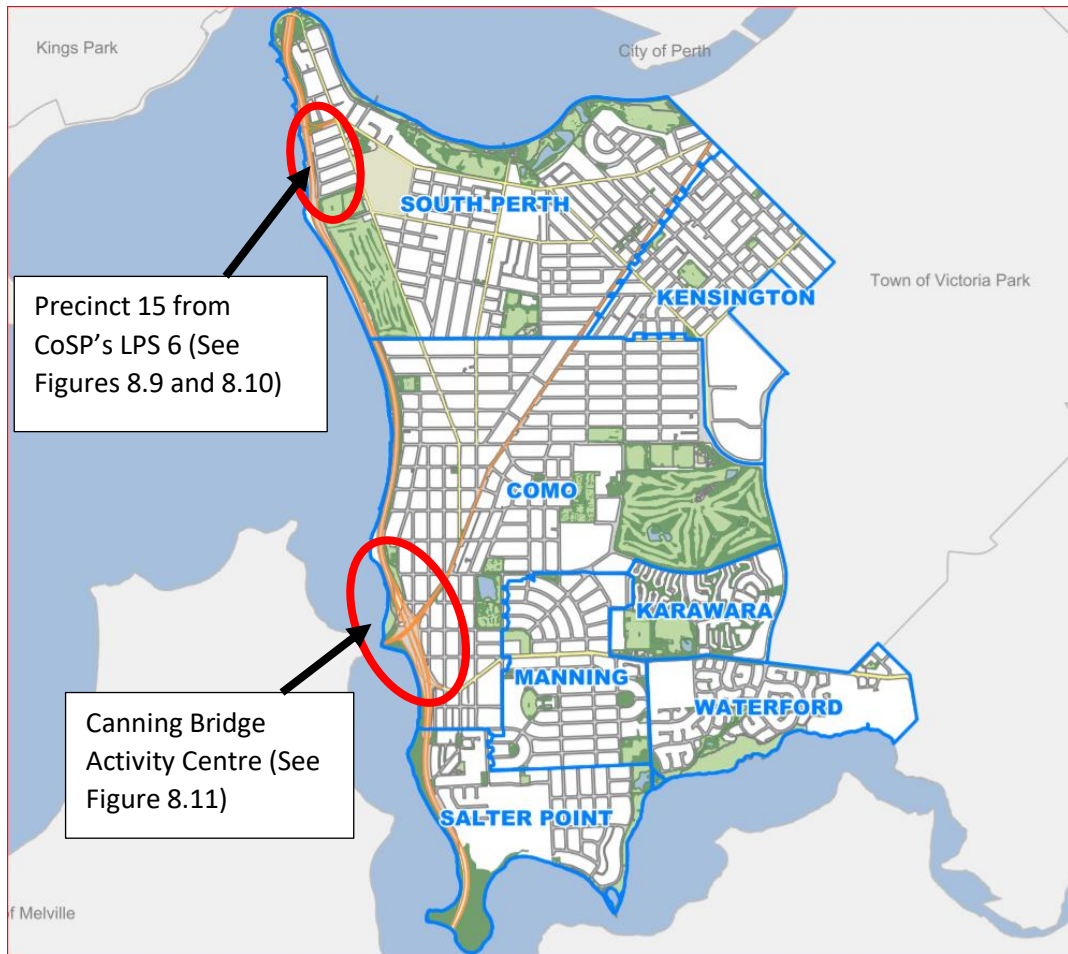 Kings Park
City of Perth
SOUTH PERTH
Town of Victoria Park
KENSINGTON
Precinct 15 from
CoSP’s LPS 6 (See
Figures 8.9 and 8.10)
COMO
KARAWARA
MANNING
WATERFORD
Canning Bridge
Activity Centre (See
Figure 8.11)
SALTER POINT
of Melville